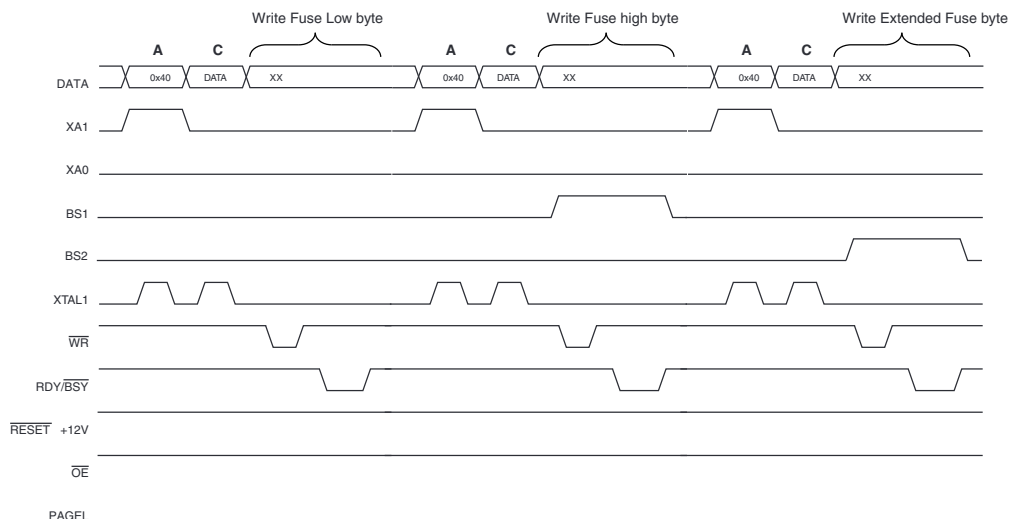 Write Fuse Low byte Write Fuse high byte Write Extended Fuse byte
A C A C A C
DATA 0x40 DATA XX 0x40 DATA XX 0x40 DATA XX
XA1
XA0
BS1
BS2
XTAL1
WR
RDY/BSY
RESET +12V
OE
PAGEL